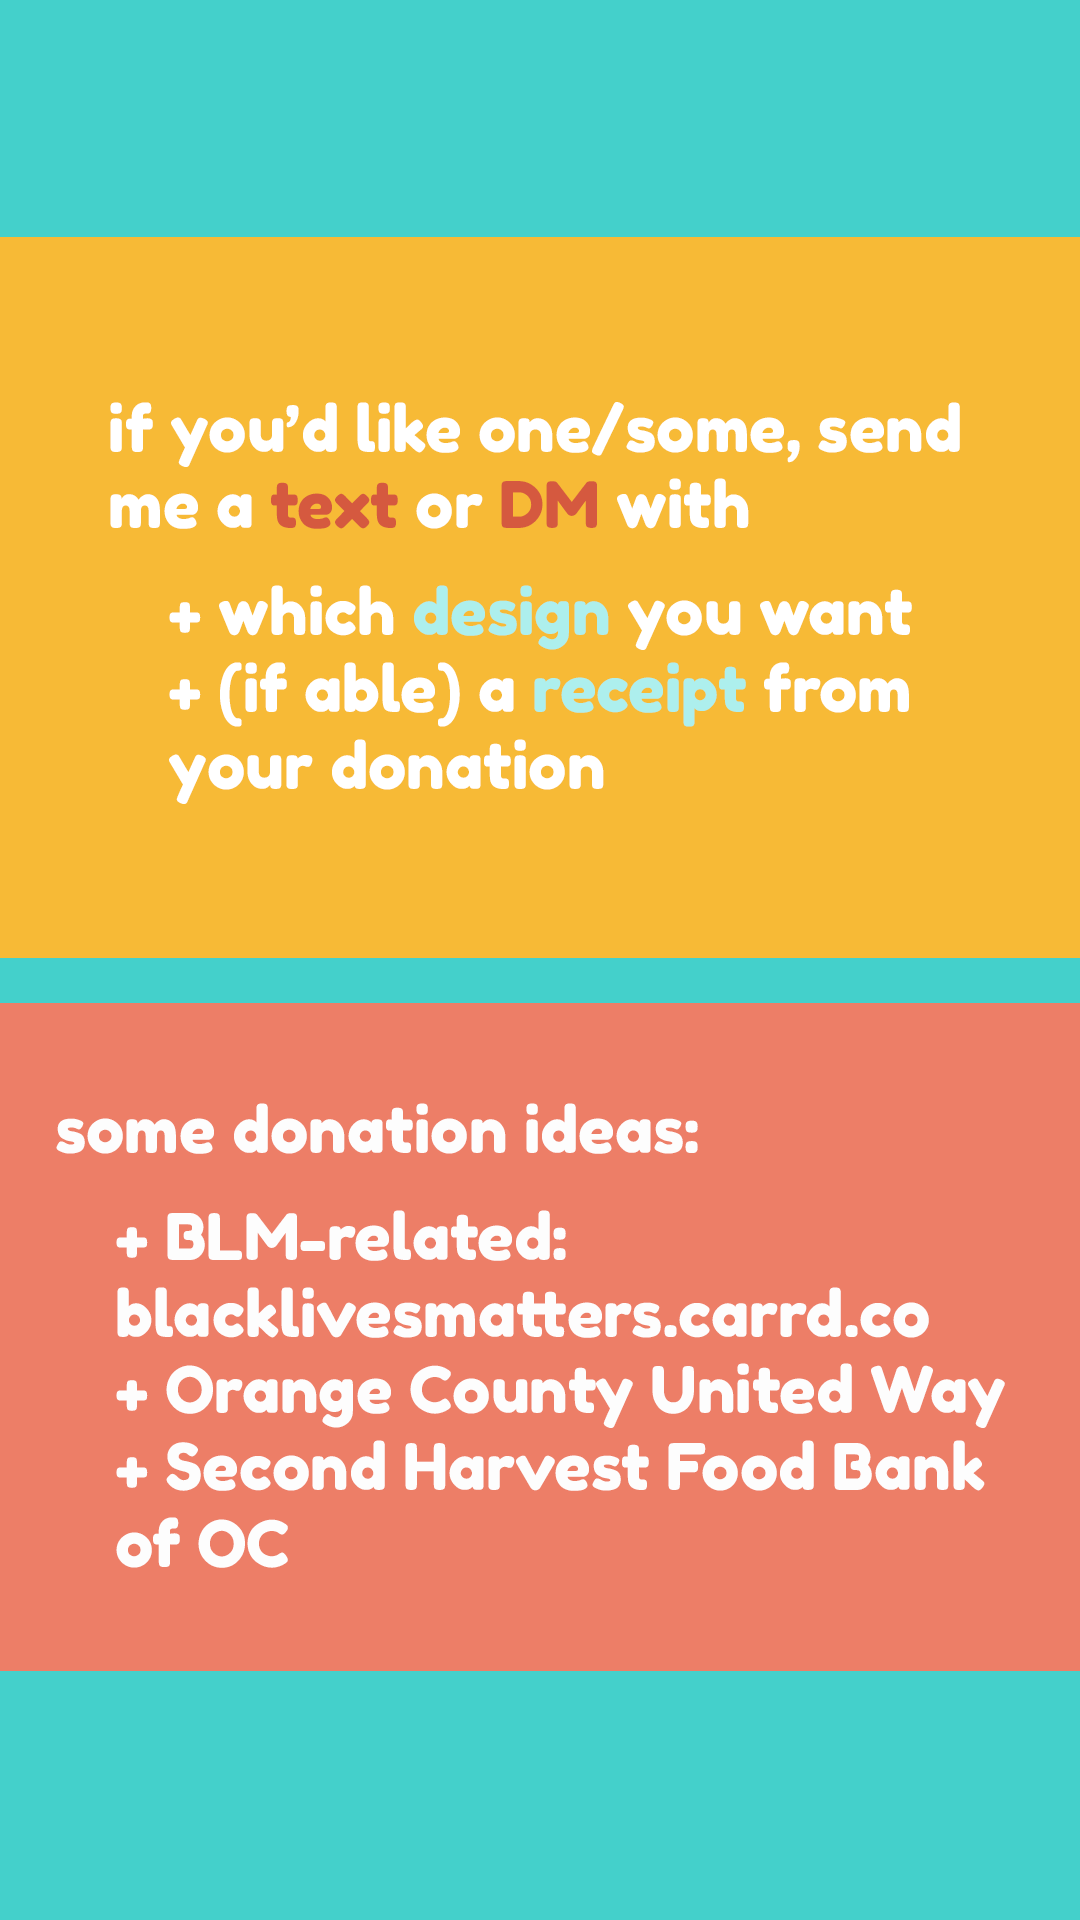 if you’d like one/some, send
me a text or DM with
+ which design you want
+ (if able) a receipt from
your donation
some donation ideas:
+ BLM-related:
blacklivesmatters.carrd.co
+ Orange County United Way
+ Second Harvest Food Bank
of OC